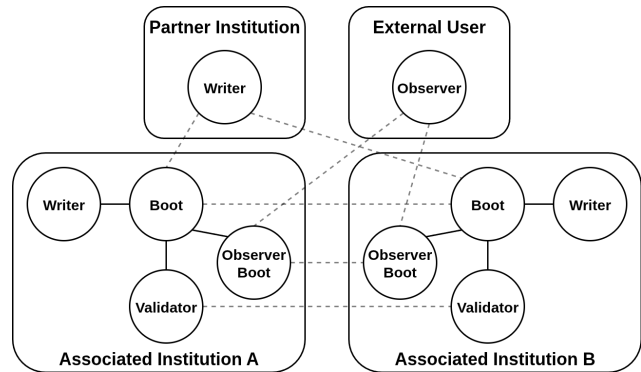 Partner Institution
External User
Writer
Observer
Writer
Boot
Observer
Boot
Validator
Boot
Writer
Observer
Boot
Validator
Associated Institution A
Associated Institution B